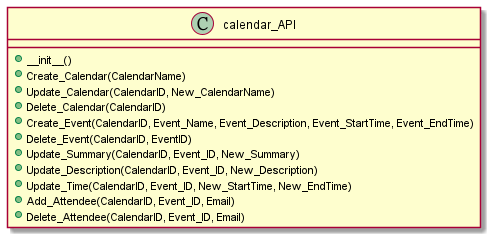 C calendar_API
__init__()
Create_Calendar(CalendarName)
Update_Calendar(CalendarID, New_CalendarName)
Delete_Calendar(CalendarID)
Create_Event(CalendarID, Event_Name, Event_Description, Event_StartTime, Event_EndTime)
Delete_Event(CalendarID, EventID)
Update_Summary(CalendarID, Event_ID, New_Summary)
Update_Description(CalendarID, Event_ID, New_Description)
Update_Time(CalendarID, Event_ID, New_StartTime, New_EndTime)
Add_Attendee(CalendarID, Event_ID, Email)
Delete_Attendee(CalendarID, Event_ID, Email)